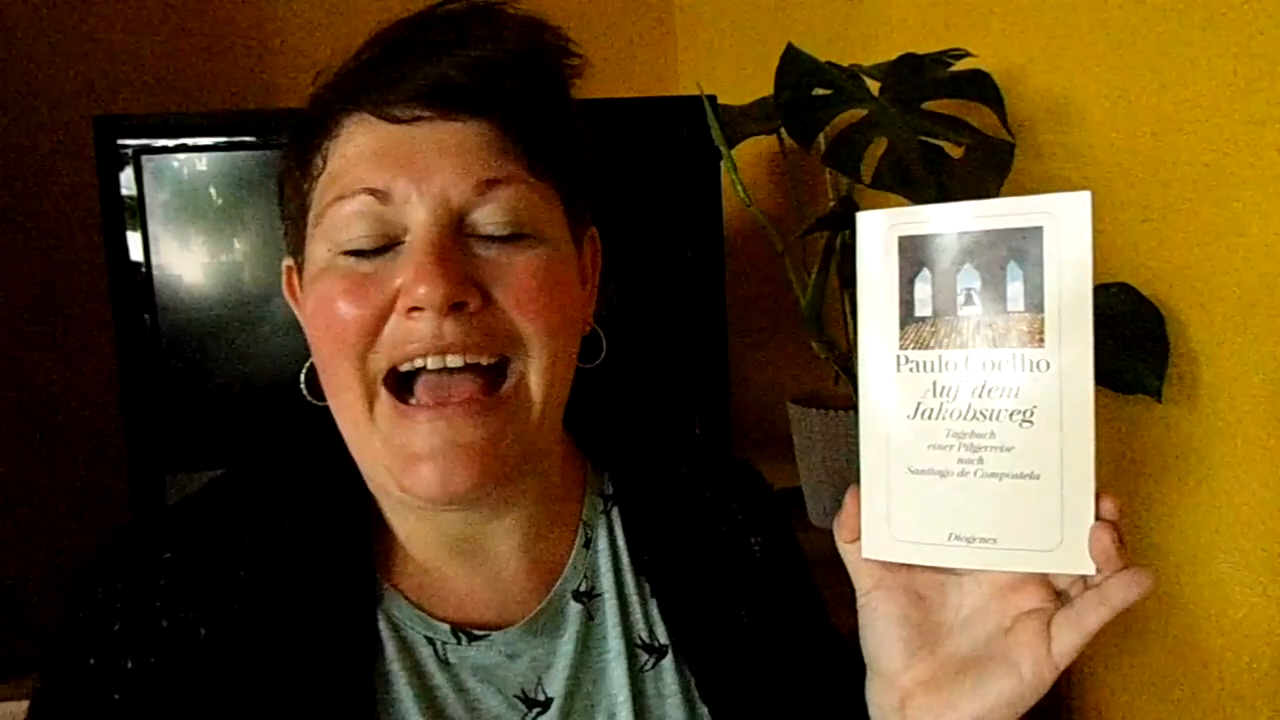 Paulo Coelho
Auf dem
Jakobsweg
Tagebuch
einer Pilgerreise
nach
Santiago de Compostela
Diogenes